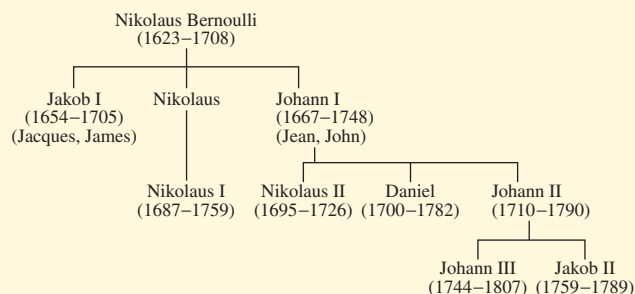 Nikolaus Bernoulli
(1623–1708)
Jakob I
(1654–1705)
(Jacques, James)
Nikolaus
Johann I
(1667–1748)
(Jean, John)
Nikolaus I
(1687–1759)
Nikolaus II
(1695–1726)
Daniel
(1700–1782)
Johann II
(1710–1790)
Johann III
(1744–1807)
Jakob II
(1759–1789)